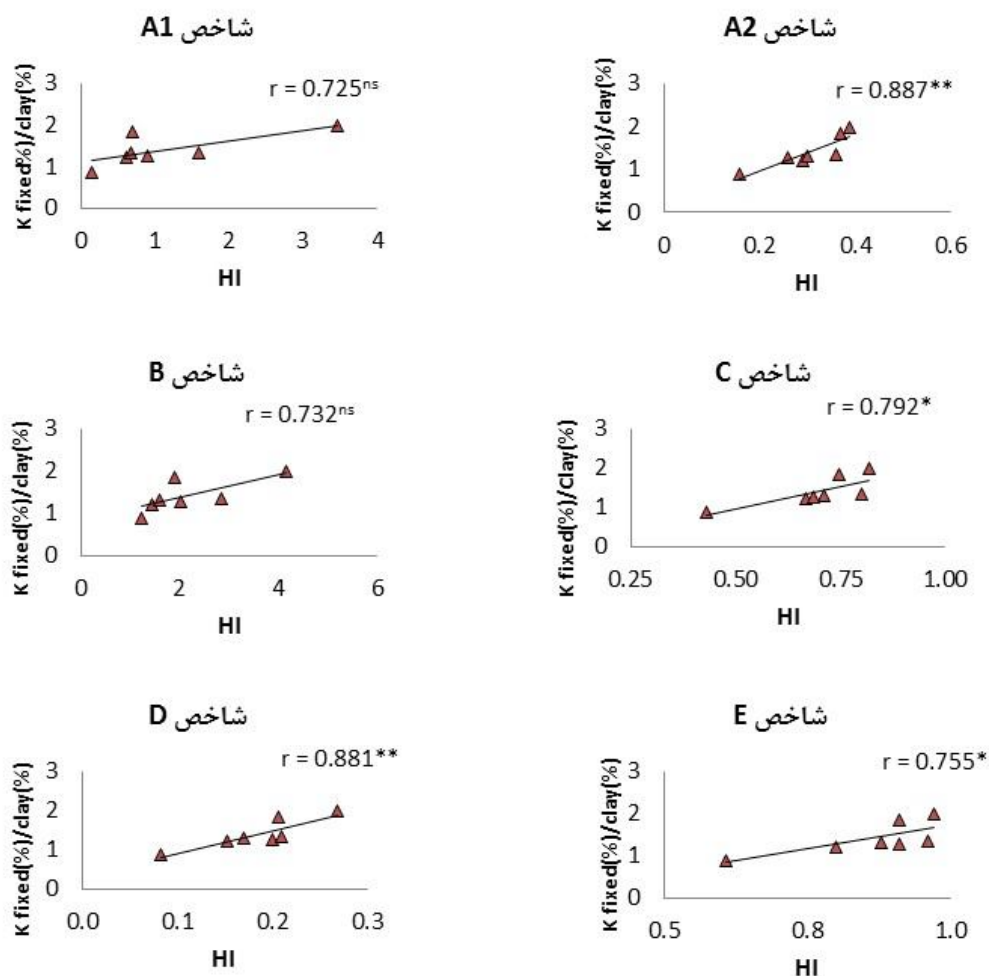 شاخص A1
r = 0.725ns
K fixed%)/clay(%)
3
2
1
0
0 1 2 3 4
HI
شاخص A2
r = 0.887**
K fixed(%)/clay(%)
3
2
1
0
0 0.2 0.4 0.6
HI
شاخص B
r = 0.732ns
K fixed(%)/clay(%)
3
2
1
0
0 2 4 6
HI
شاخص C
r = 0.792*
K fixed(%)/Clay(%)
3
2
1
0
0.25 0.50 0.75 1.00
HI
شاخص D
r = 0.881**
K fixed(%)/clay(%)
3
2
1
0
0.0 0.1 0.2 0.3
HI
شاخص E
r = 0.755*
K fixed(%)/clay(%)
3
2
1
0
0.5 0.8 1.0
HI